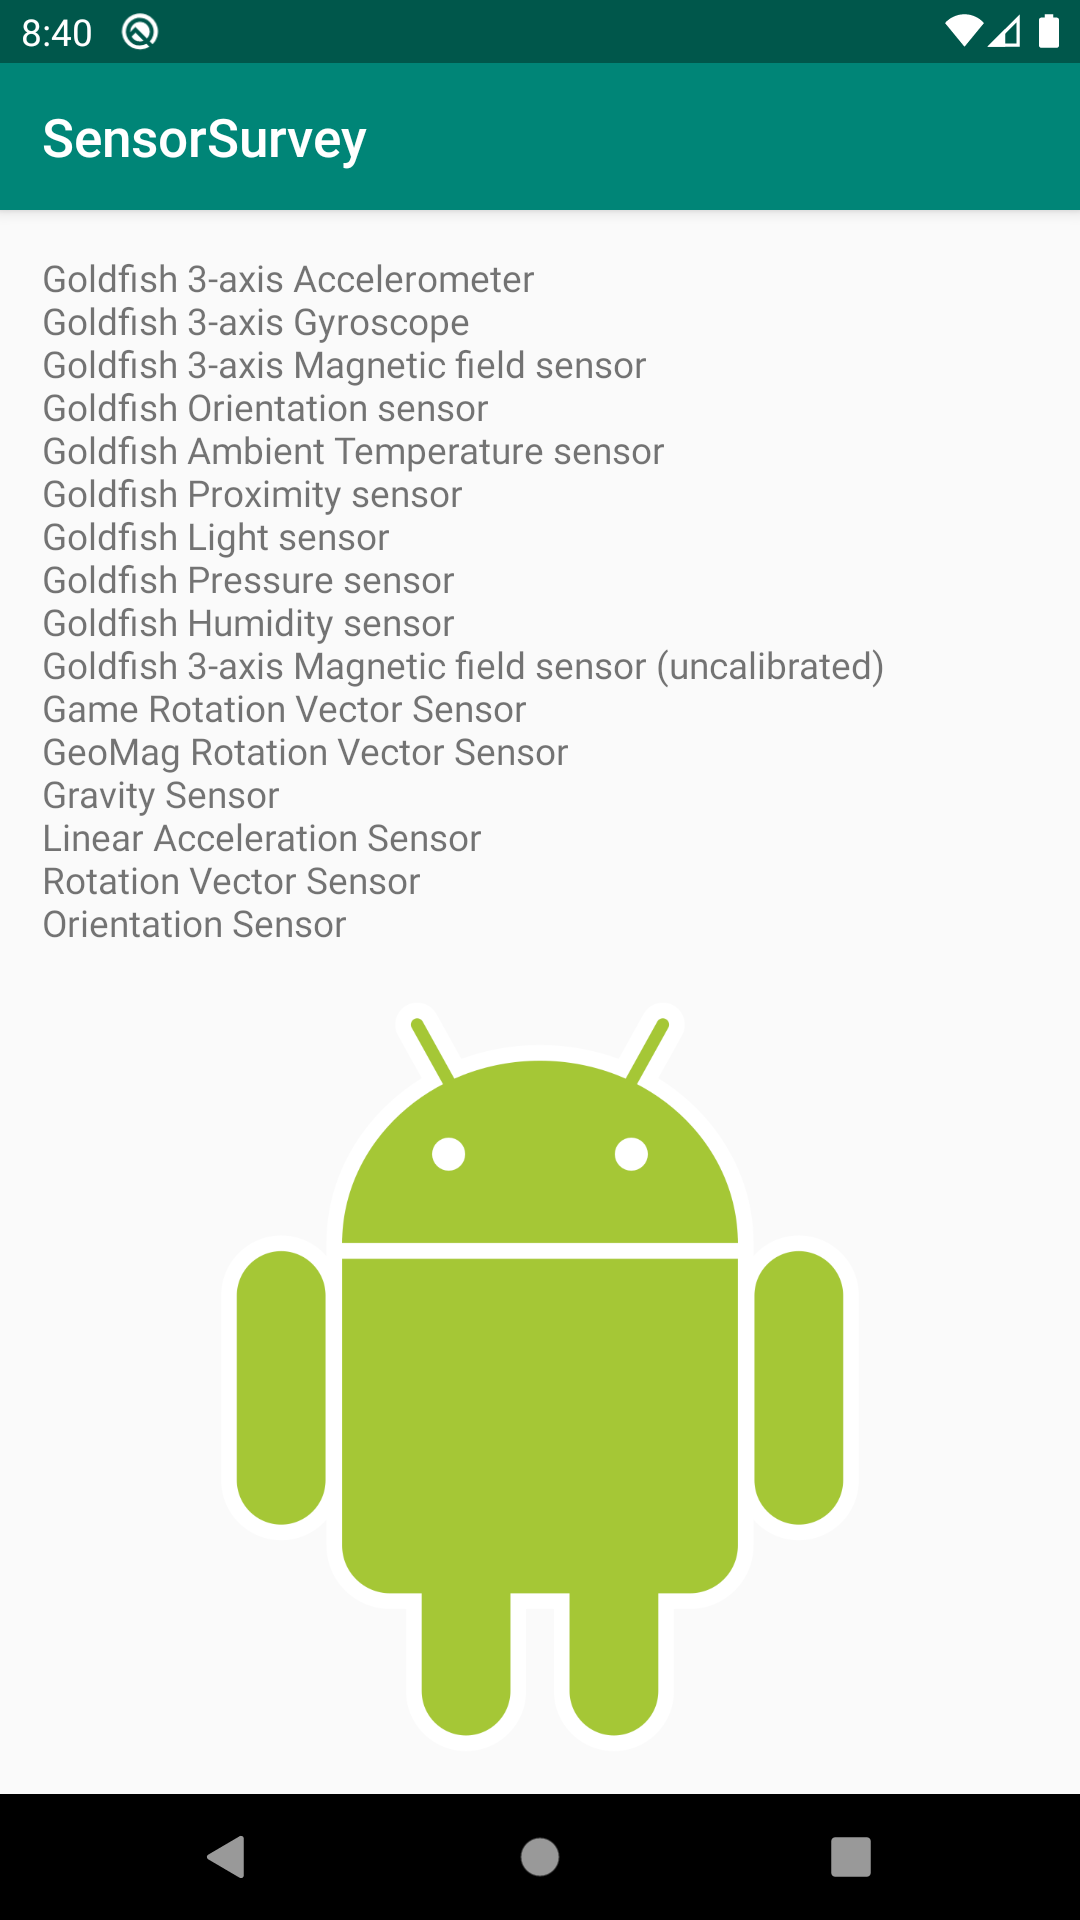 8:40
SensorSurvey
Goldfish 3-axis Accelerometer
Goldfish 3-axis Gyroscope
Goldfish 3-axis Magnetic field sensor
Goldfish Orientation sensor
Goldfish Ambient Temperature sensor
Goldfish Proximity sensor
Goldfish Light sensor
Goldfish Pressure sensor
Goldfish Humidity sensor
Goldfish 3-axis Magnetic field sensor (uncalibrated)
Game Rotation Vector Sensor
GeoMag Rotation Vector Sensor
Gravity Sensor
Linear Acceleration Sensor
Rotation Vector Sensor
Orientation Sensor